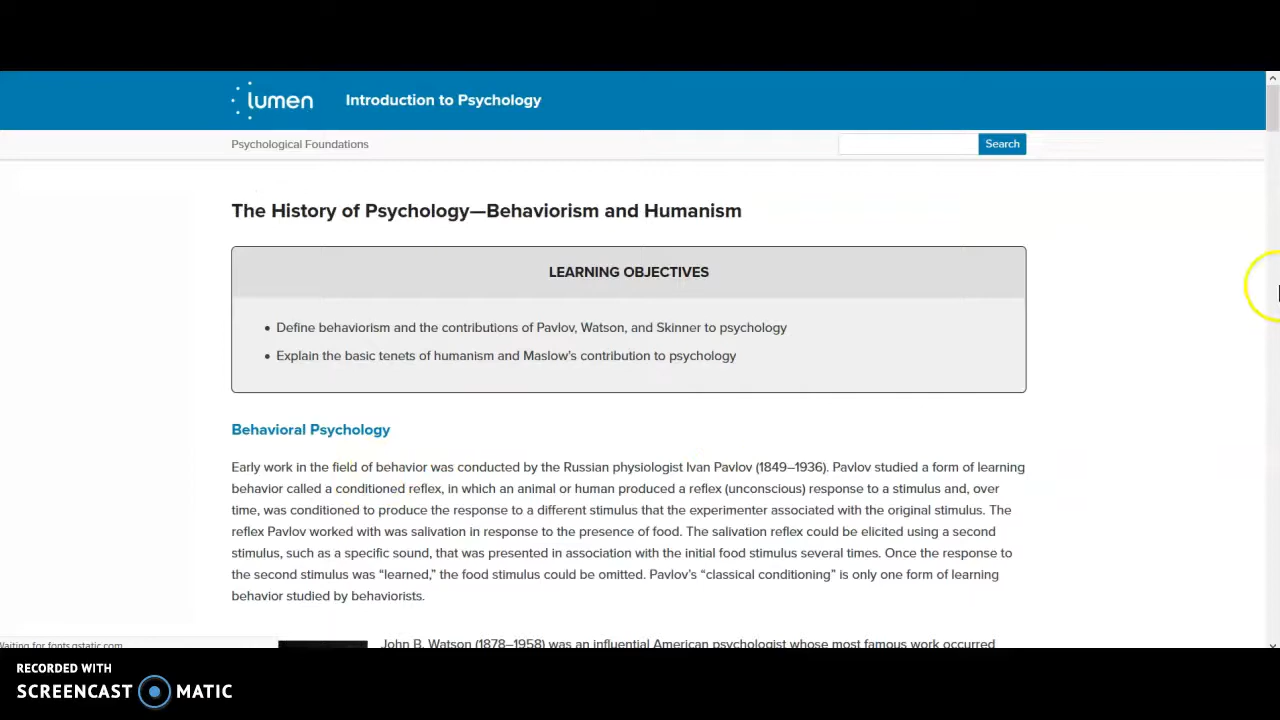 lumen Introduction to Psychology
Psychological Foundations Search
The History of Psychology—Behaviorism and Humanism
LEARNING OBJECTIVES
• Define behaviorism and the contributions of Pavlov, Watson, and Skinner to psychology
• Explain the basic tenets of humanism and Maslow's contribution to psychology
Behavioral Psychology
Early work in the field of behavior was conducted by the Russian physiologist Ivan Pavlov (1849–1936). Pavlov studied a form of learning
behavior called a conditioned reflex, in which an animal or human produced a reflex (unconscious) response to a stimulus and, over
time, was conditioned to produce the response to a different stimulus that the experimenter associated with the original stimulus. The
reflex Pavlov worked with was salivation in response to the presence of food. The salivation reflex could be elicited using a second
stimulus, such as a specific sound, that was presented in association with the initial food stimulus several times. Once the response to
the second stimulus was “learned,” the food stimulus could be omitted. Pavlov's “classical conditioning” is only one form of learning
behavior studied by behaviorists.
John B. Watson (1878–1958) was an influential American psychologist whose most famous work occurred
Waiting for fonts.gstatic.com
RECORDED WITH
SCREENCAST MATIC